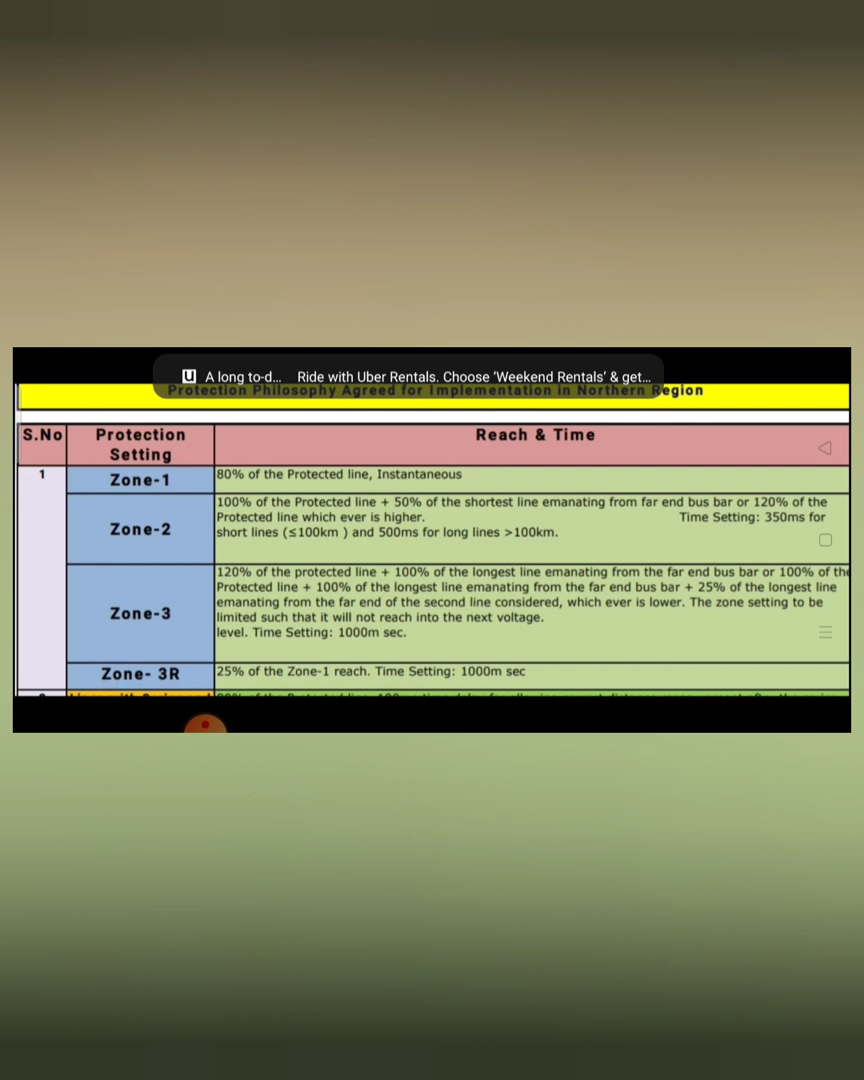 A long to-d... Ride with Uber Rentals. Choose ‘Weekend Rentals’ & get...
Protection Philosophy Agreed for Implementation in Northern Region
S.No Protection Setting Reach & Time
1 Zone-1 80% of the Protected line, Instantaneous
Zone-2
100% of the Protected line + 50% of the shortest line emanating from far end bus bar or 120% of the
Protected line which ever is higher. Time Setting: 350ms for
short lines (≤100km ) and 500ms for long lines >100km.
Zone-3
120% of the protected line + 100% of the longest line emanating from the far end bus bar or 100% of the
Protected line + 100% of the longest line emanating from the far end bus bar + 25% of the longest line
emanating from the far end of the second line considered, which ever is lower. The zone setting to be
limited such that it will not reach into the next voltage.
level. Time Setting: 1000m sec.
Zone- 3R 25% of the Zone-1 reach. Time Setting: 1000m sec